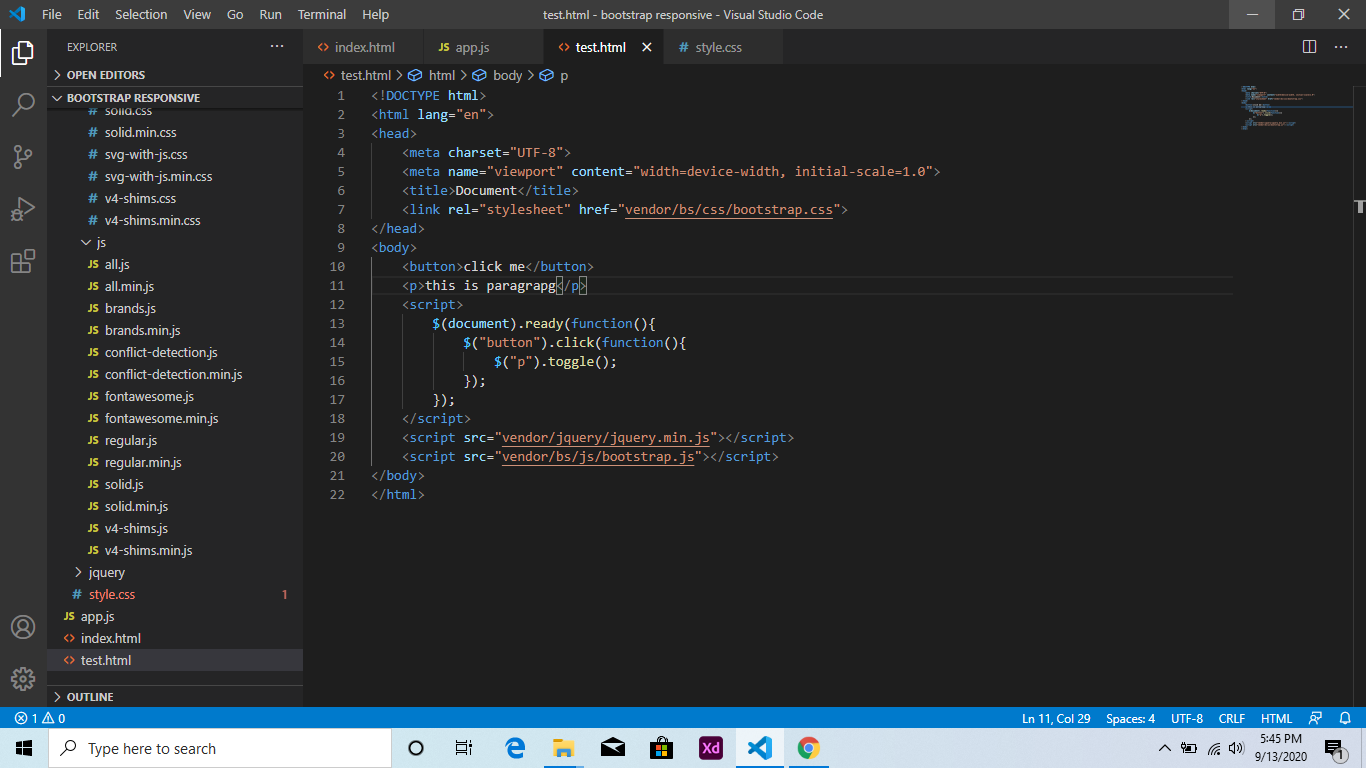 File Edit Selection View Go Run Terminal Help test.html - bootstrap responsive - Visual Studio Code
EXPLORER ...
OPEN EDITORS
BOOTSTRAP RESPONSIVE
solid.css
# solid.min.css
# svg-with-js.css
# svg-with-js.min.css
# v4-shims.css
# v4-shims.min.css
js
JS all.js
JS all.min.js
JS brands.js
JS brands.min.js
JS conflict-detection.js
JS conflict-detection.min.js
JS fontawesome.js
JS fontawesome.min.js
JS regular.js
JS regular.min.js
JS solid.js
JS solid.min.js
JS v4-shims.js
JS v4-shims.min.js
> jquery
# style.css 1
JS app.js
<> index.html
<> test.html
> OUTLINE
<> index.html JS app.js <> test.html × # style.css ...
<> test.html > html > body > p
1 <!DOCTYPE html>
2 <html lang="en">
3 <head>
4     <meta charset="UTF-8">
5     <meta name="viewport" content="width=device-width, initial-scale=1.0">
6     <title>Document</title>
7     <link rel="stylesheet" href="vendor/bs/css/bootstrap.css">
8 </head>
9 <body>
10     <button>click me</button>
11     <p>this is paragrapg</p>
12     <script>
13         $(document).ready(function(){
14             $("button").click(function(){
15                 $("p").toggle();
16             });
17         });
18     </script>
19     <script src="vendor/jquery/jquery.min.js"></script>
20     <script src="vendor/bs/js/bootstrap.js"></script>
21 </body>
22 </html>
1 0 Ln 11, Col 29 Spaces: 4 UTF-8 CRLF HTML
Type here to search Xd 5:45 PM
9/13/2020 1